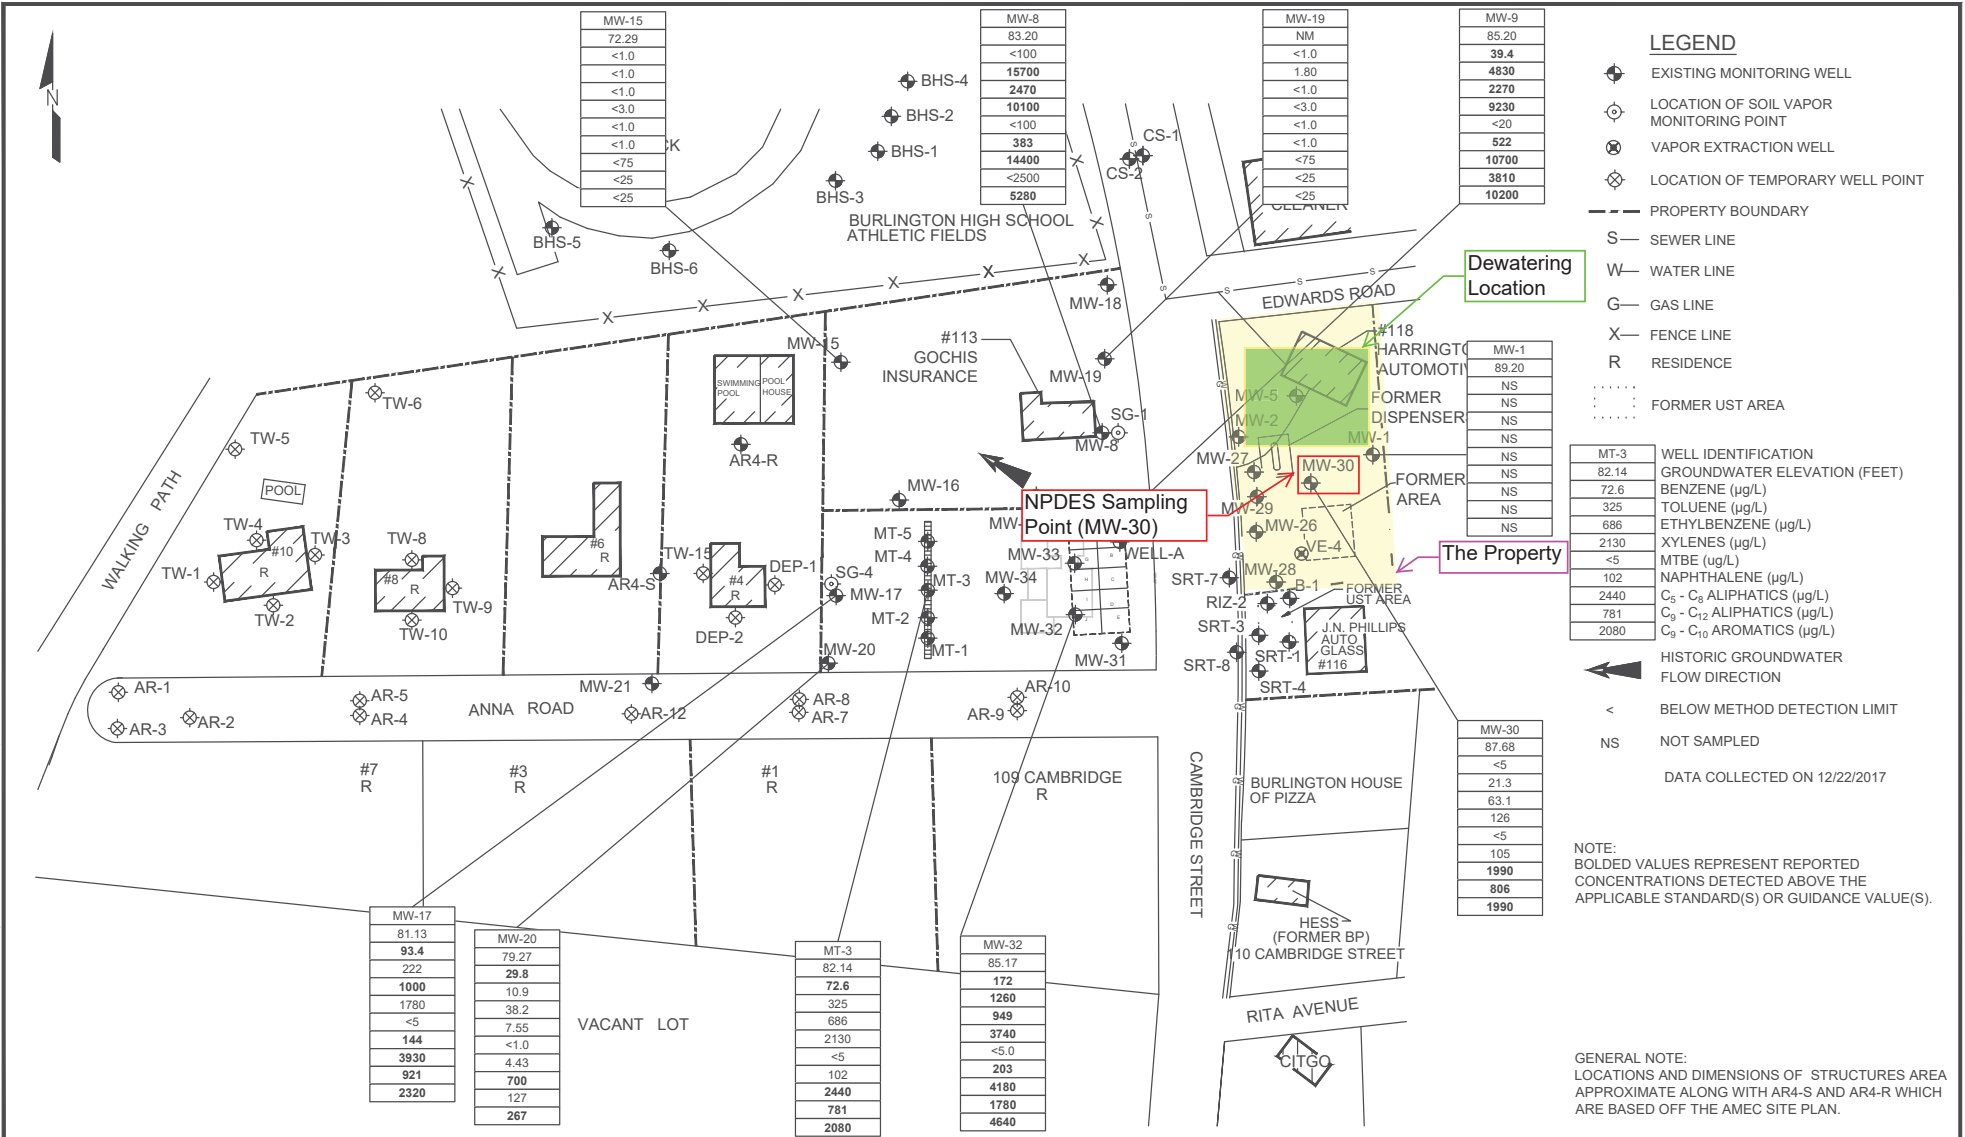 MW-15
72.29
<1.0
<1.0
<1.0
<3.0
<1.0
<1.0
<75
<25
<25
MW-8
83.20
<100
15700
2470
10100
<100
383
14400
<2500
5280
MW-19
NM
<1.0
1.80
<1.0
<3.0
<1.0
<1.0
<75
<25
<25
MW-9
85.20
39.4
4830
2270
9230
<20
522
10700
3810
10200
LEGEND
EXISTING MONITORING WELL
LOCATION OF SOIL VAPOR
MONITORING POINT
VAPOR EXTRACTION WELL
LOCATION OF TEMPORARY WELL POINT
PROPERTY BOUNDARY
S SEWER LINE
W WATER LINE
G GAS LINE
X FENCE LINE
R RESIDENCE
FORMER UST AREA
MT-3 WELL IDENTIFICATION
82.14 GROUNDWATER ELEVATION (FEET)
72.6 BENZENE (µg/L)
325 TOLUENE (µg/L)
686 ETHYLBENZENE (µg/L)
2130 XYLENES (µg/L)
<5 MTBE (ug/L)
102 NAPHTHALENE (µg/L)
2440 C5 - C8 ALIPHATICS (µg/L)
781 C9 - C12 ALIPHATICS (µg/L)
2080 C9 - C10 AROMATICS (µg/L)
HISTORIC GROUNDWATER
FLOW DIRECTION
< BELOW METHOD DETECTION LIMIT
NS NOT SAMPLED
DATA COLLECTED ON 12/22/2017
NOTE:
BOLDED VALUES REPRESENT REPORTED
CONCENTRATIONS DETECTED ABOVE THE
APPLICABLE STANDARD(S) OR GUIDANCE VALUE(S).
GENERAL NOTE:
LOCATIONS AND DIMENSIONS OF STRUCTURES AREA
APPROXIMATE ALONG WITH AR4-S AND AR4-R WHICH
ARE BASED OFF THE AMEC SITE PLAN.
N
CK
BHS-4
BHS-2
BHS-1
BHS-3
BHS-5
BHS-6
BURLINGTON HIGH SCHOOL
ATHLETIC FIELDS
CS-1
CS-2
CLEANER
EDWARDS ROAD
Dewatering
Location
MW-18
MW-15
#113
GOCHIS
INSURANCE
MW-19
SG-1
MW-8
#118
HARRINGTO
AUTOMOTIV
FORMER
DISPENSER
MW-5
MW-2
MW-1
MW-27
MW-30
MW-29
FORMER
AREA
MW-26
VE-4
MW-28
B-1
MW-1
89.20
NS
NS
NS
NS
NS
NS
NS
NS
NS
The Property
NPDES Sampling
Point (MW-30)
SWIMMING
POOL
POOL
HOUSE
AR4-R
MW-16
MW-
WELL-A
MT-5
MT-4
MT-3
MT-2
MT-1
MW-33
MW-34
MW-32
MW-31
TW-6
TW-5
POOL
TW-4
#10
R
TW-3
TW-1
TW-2
TW-8
#8
R
TW-9
TW-10
#6
R
AR4-S
TW-15
#4
R
DEP-1
DEP-2
SG-4
MW-17
MW-20
MW-21
WALKING PATH
SRT-7
RIZ-2
SRT-3
SRT-8
SRT-1
SRT-4
FORMER
UST AREA
J.N. PHILLIPS
AUTO
GLASS
#116
AR-1
AR-3
AR-2
AR-5
AR-4
ANNA ROAD
AR-12
AR-8
AR-7
AR-10
AR-9
#7
R
#3
R
#1
R
109 CAMBRIDGE
R
CAMBRIDGE STREET
BURLINGTON HOUSE
OF PIZZA
HESS
(FORMER BP)
110 CAMBRIDGE STREET
RITA AVENUE
CITGO
VACANT LOT
MW-30
87.68
<5
21.3
63.1
126
<5
105
1990
806
1990
MW-17
81.13
93.4
222
1000
1780
<5
144
3930
921
2320
MW-20
79.27
29.8
10.9
38.2
7.55
<1.0
4.43
700
127
267
MT-3
82.14
72.6
325
686
2130
<5
102
2440
781
2080
MW-32
85.17
172
1260
949
3740
<5.0
203
4180
1780
4640